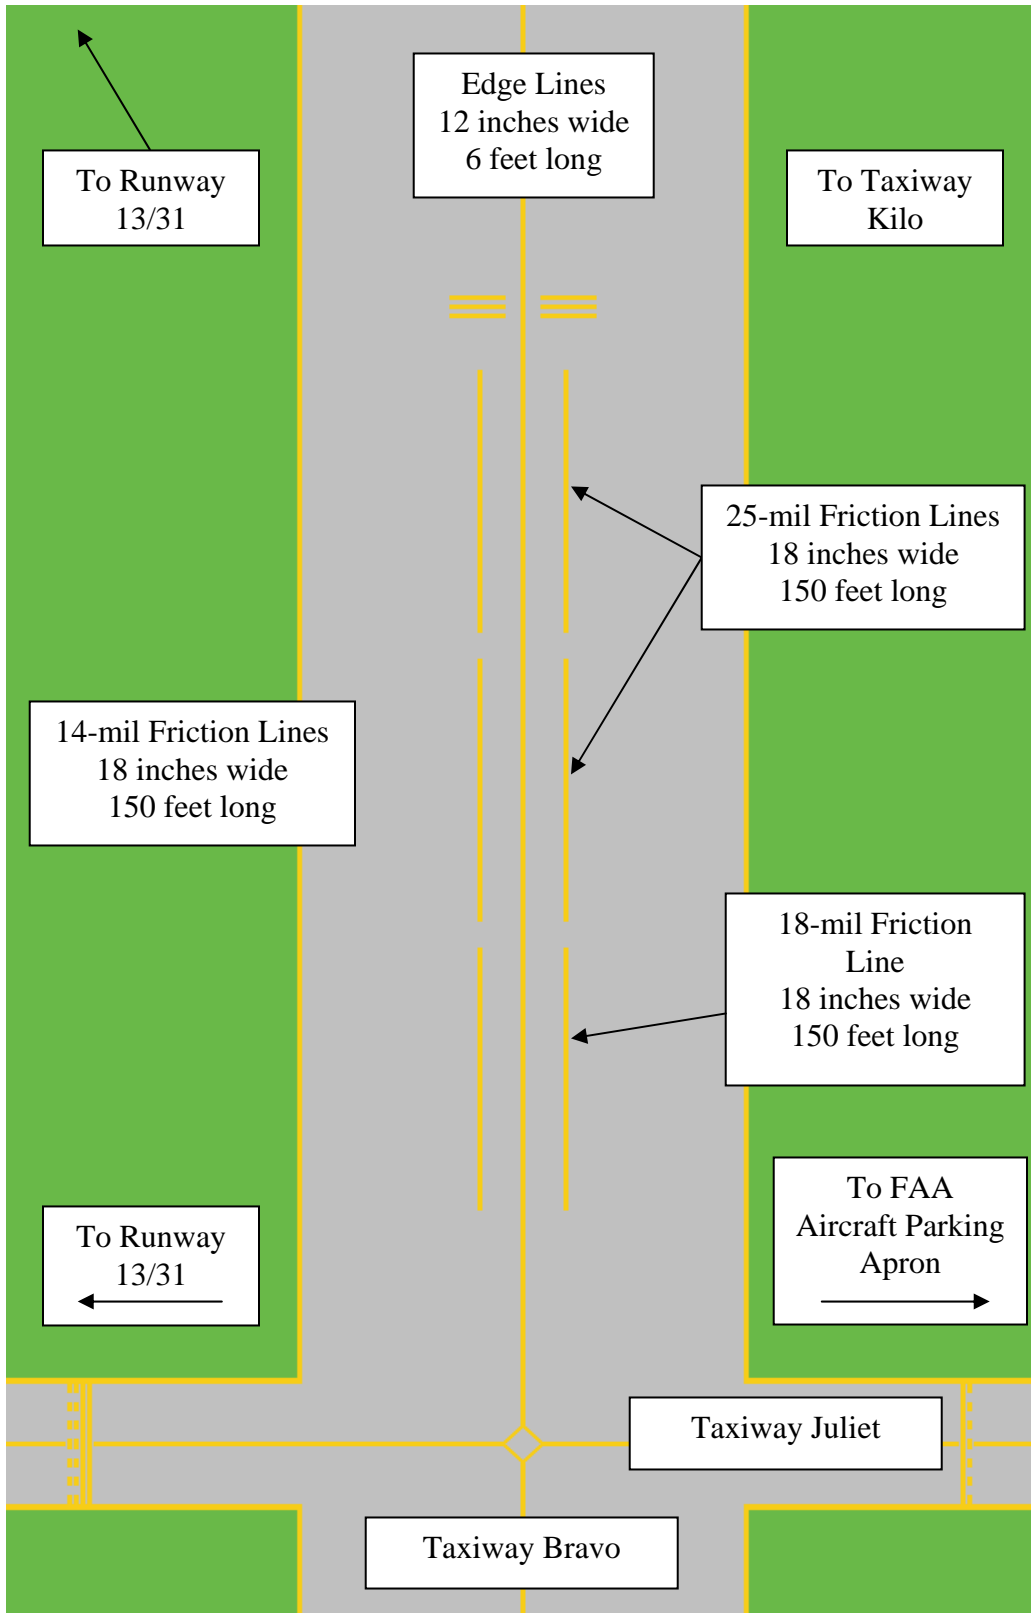 Edge Lines
12 inches wide
6 feet long
To Runway
13/31
To Taxiway
Kilo
25-mil Friction Lines
18 inches wide
150 feet long
14-mil Friction Lines
18 inches wide
150 feet long
18-mil Friction
Line
18 inches wide
150 feet long
To FAA
Aircraft Parking
Apron
To Runway
13/31
Taxiway Juliet
Taxiway Bravo